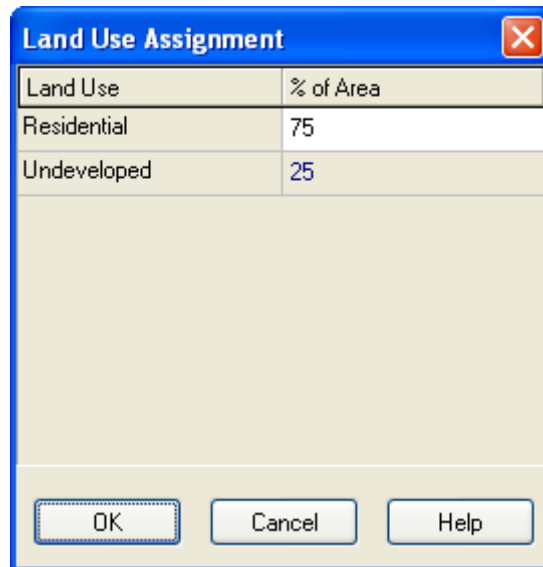 Land Use Assignment
Land Use % of Area
Residential 75
Undeveloped 25
OK Cancel Help